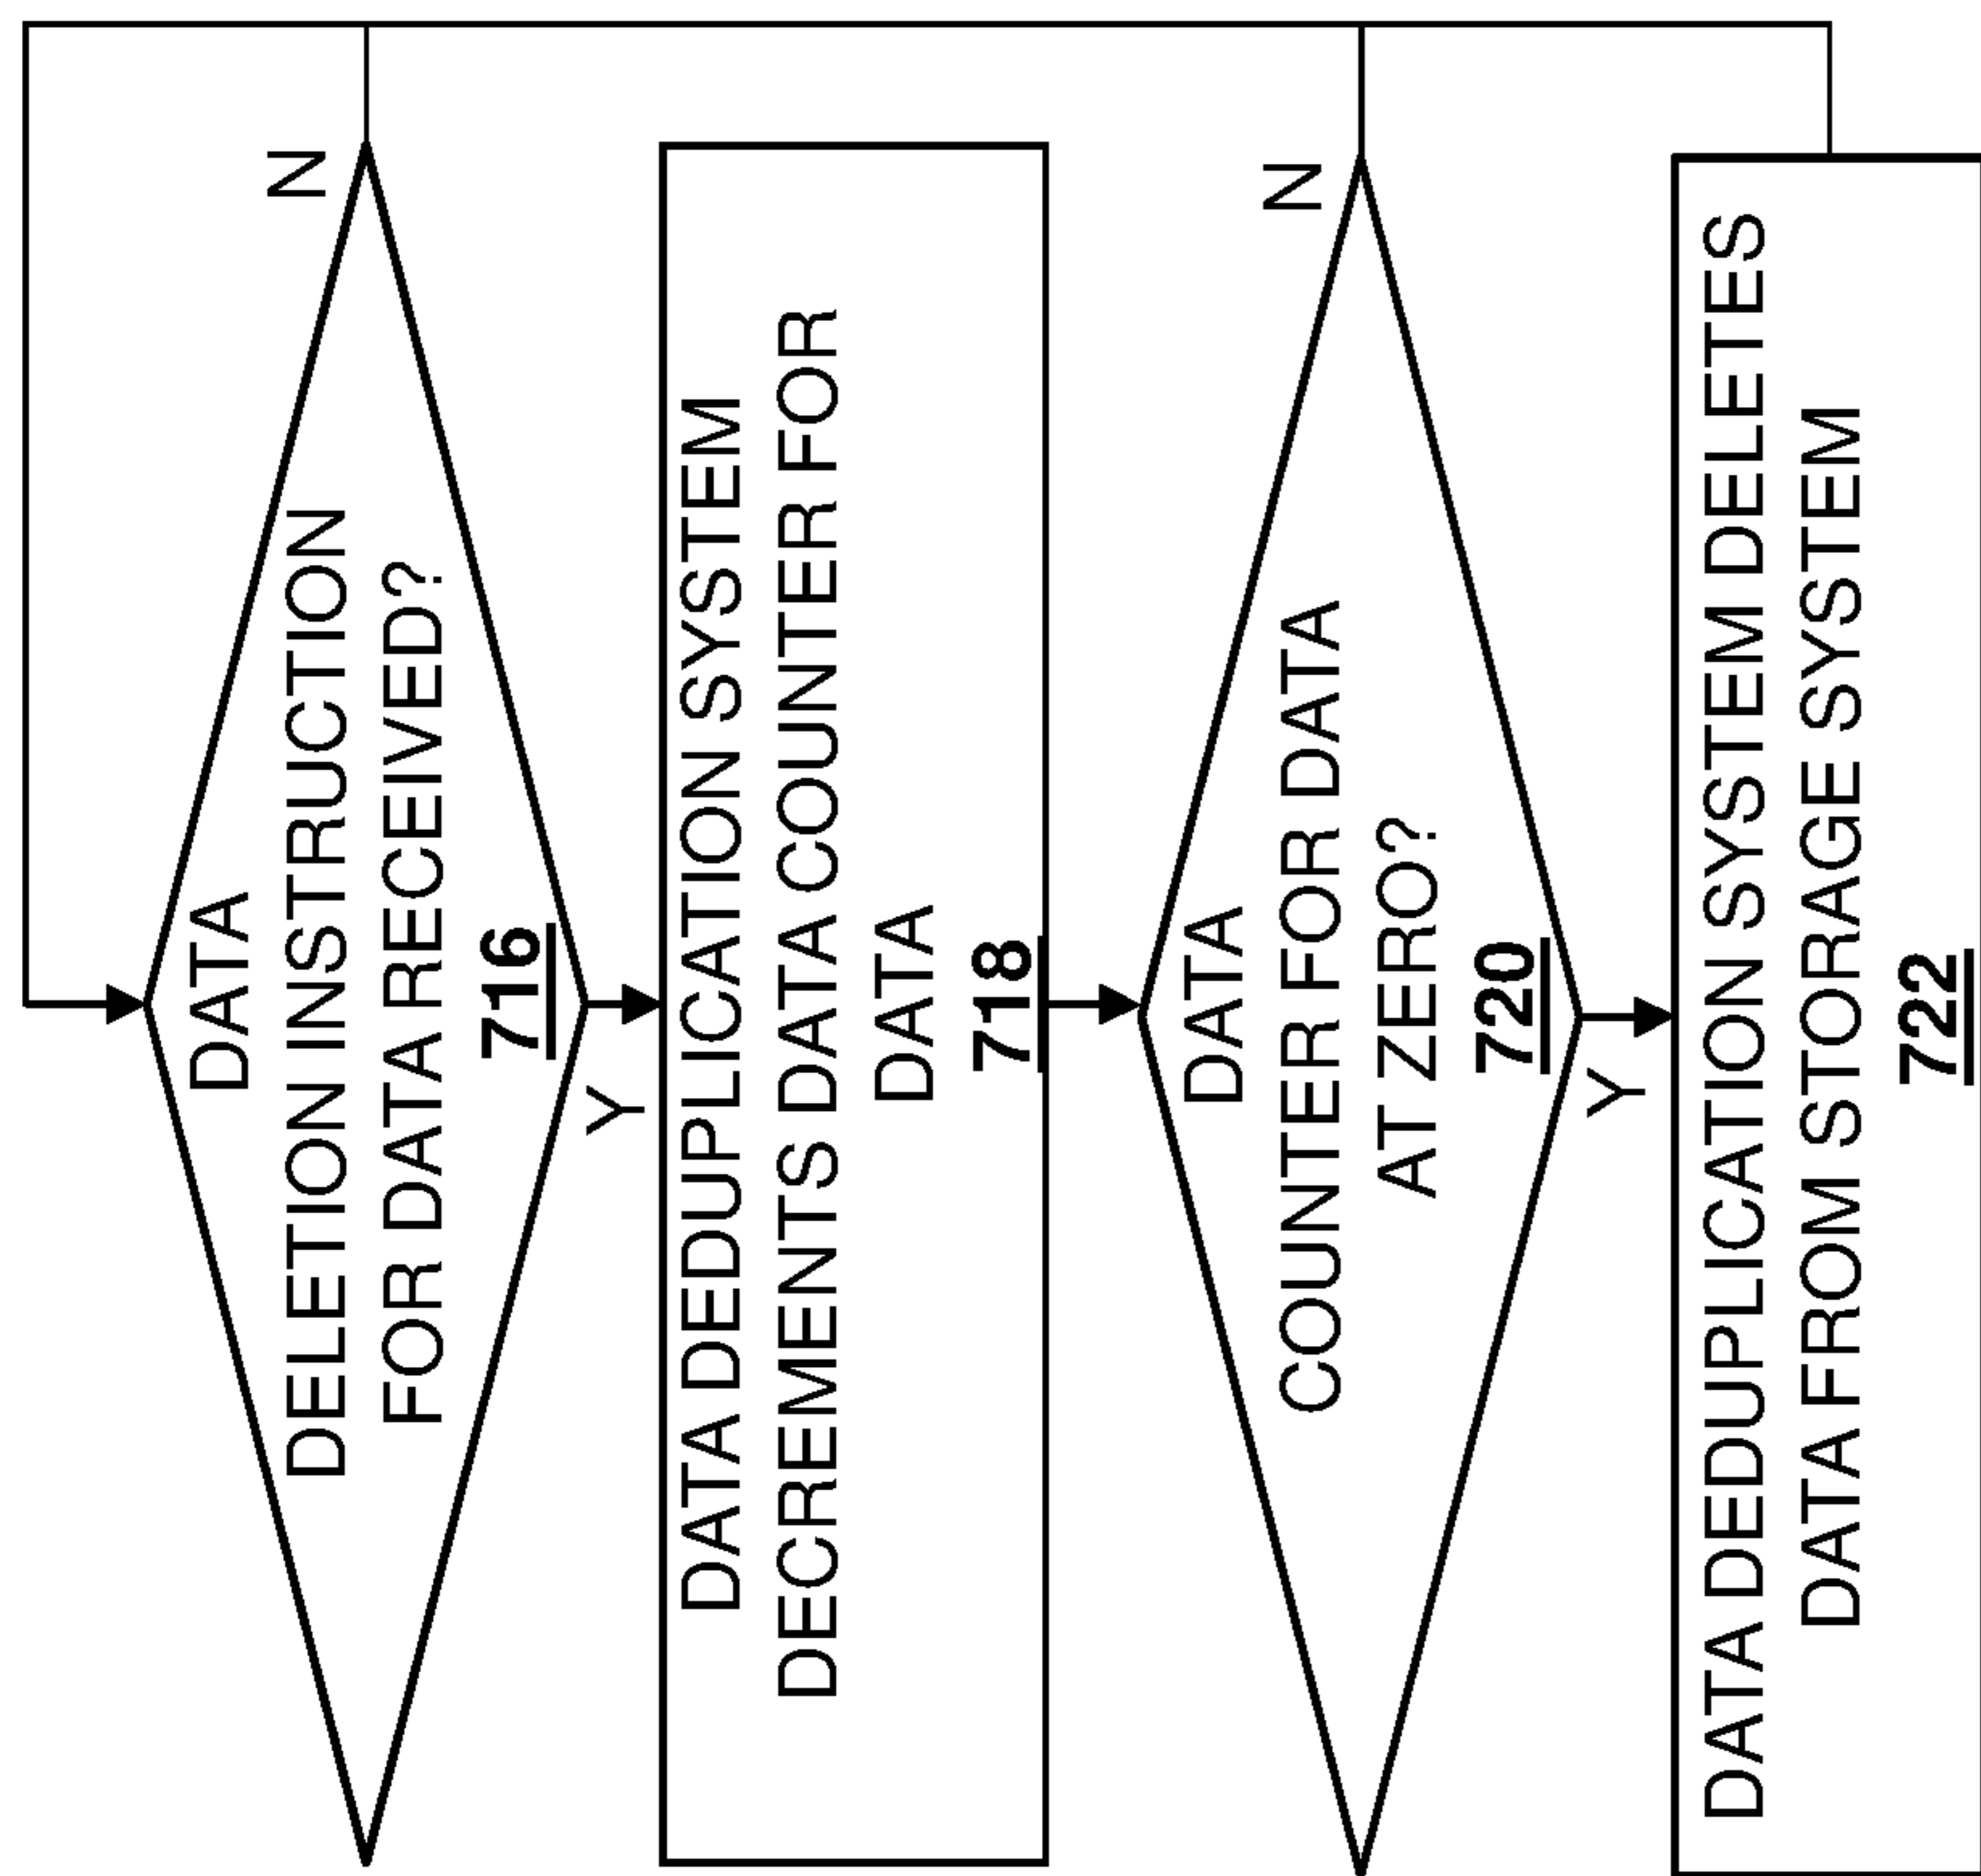 DATA
DELETION INSTRUCTION
FOR DATA RECEIVED?
716
N
Y
DATA DEDUPLICATION SYSTEM
DECREMENTS DATA COUNTER FOR
DATA
718
DATA
COUNTER FOR DATA
AT ZERO?
720
N
Y
DATA DEDUPLICATION SYSTEM DELETES
DATA FROM STORAGE SYSTEM
722